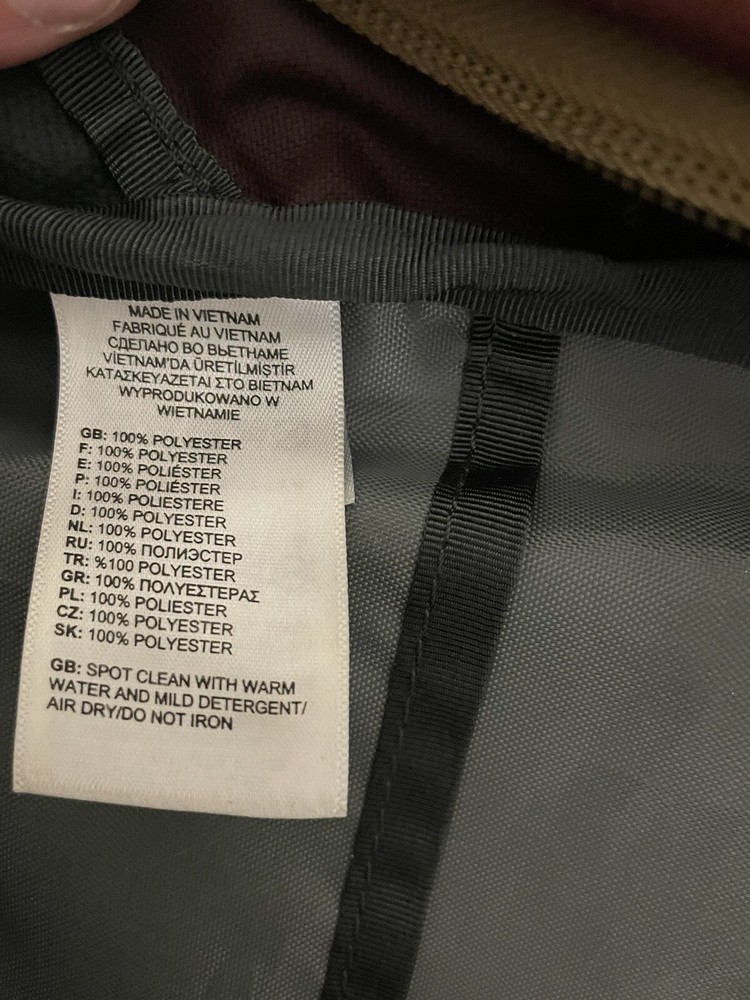 MADE IN VIETNAM
FABRIQUÉ AU VIETNAM
СДЕЛАНО ВО ВЬЕТНАМЕ
VİETNAM'DA ÜRETİLMİŞTİR
ΚΑΤΑΣΚΕΥΑΖΕΤΑΙ ΣΤΟ ΒΙΕΤΝΑΜ
WYPRODUKOWANO W
WIETNAMIE
GB: 100% POLYESTER
F: 100% POLYESTER
E: 100% POLIÉSTER
P: 100% POLIÉSTER
I: 100% POLIESTERE
D: 100% POLYESTER
NL: 100% POLYESTER
RU: 100% ПОЛИЭСТЕР
TR: %100 POLYESTER
GR: 100% ΠΟΛΥΕΣΤΕΡΑΣ
PL: 100% POLIESTER
CZ: 100% POLYESTER
SK: 100% POLYESTER
GB: SPOT CLEAN WITH WARM
WATER AND MILD DETERGENT/
AIR DRY/DO NOT IRON